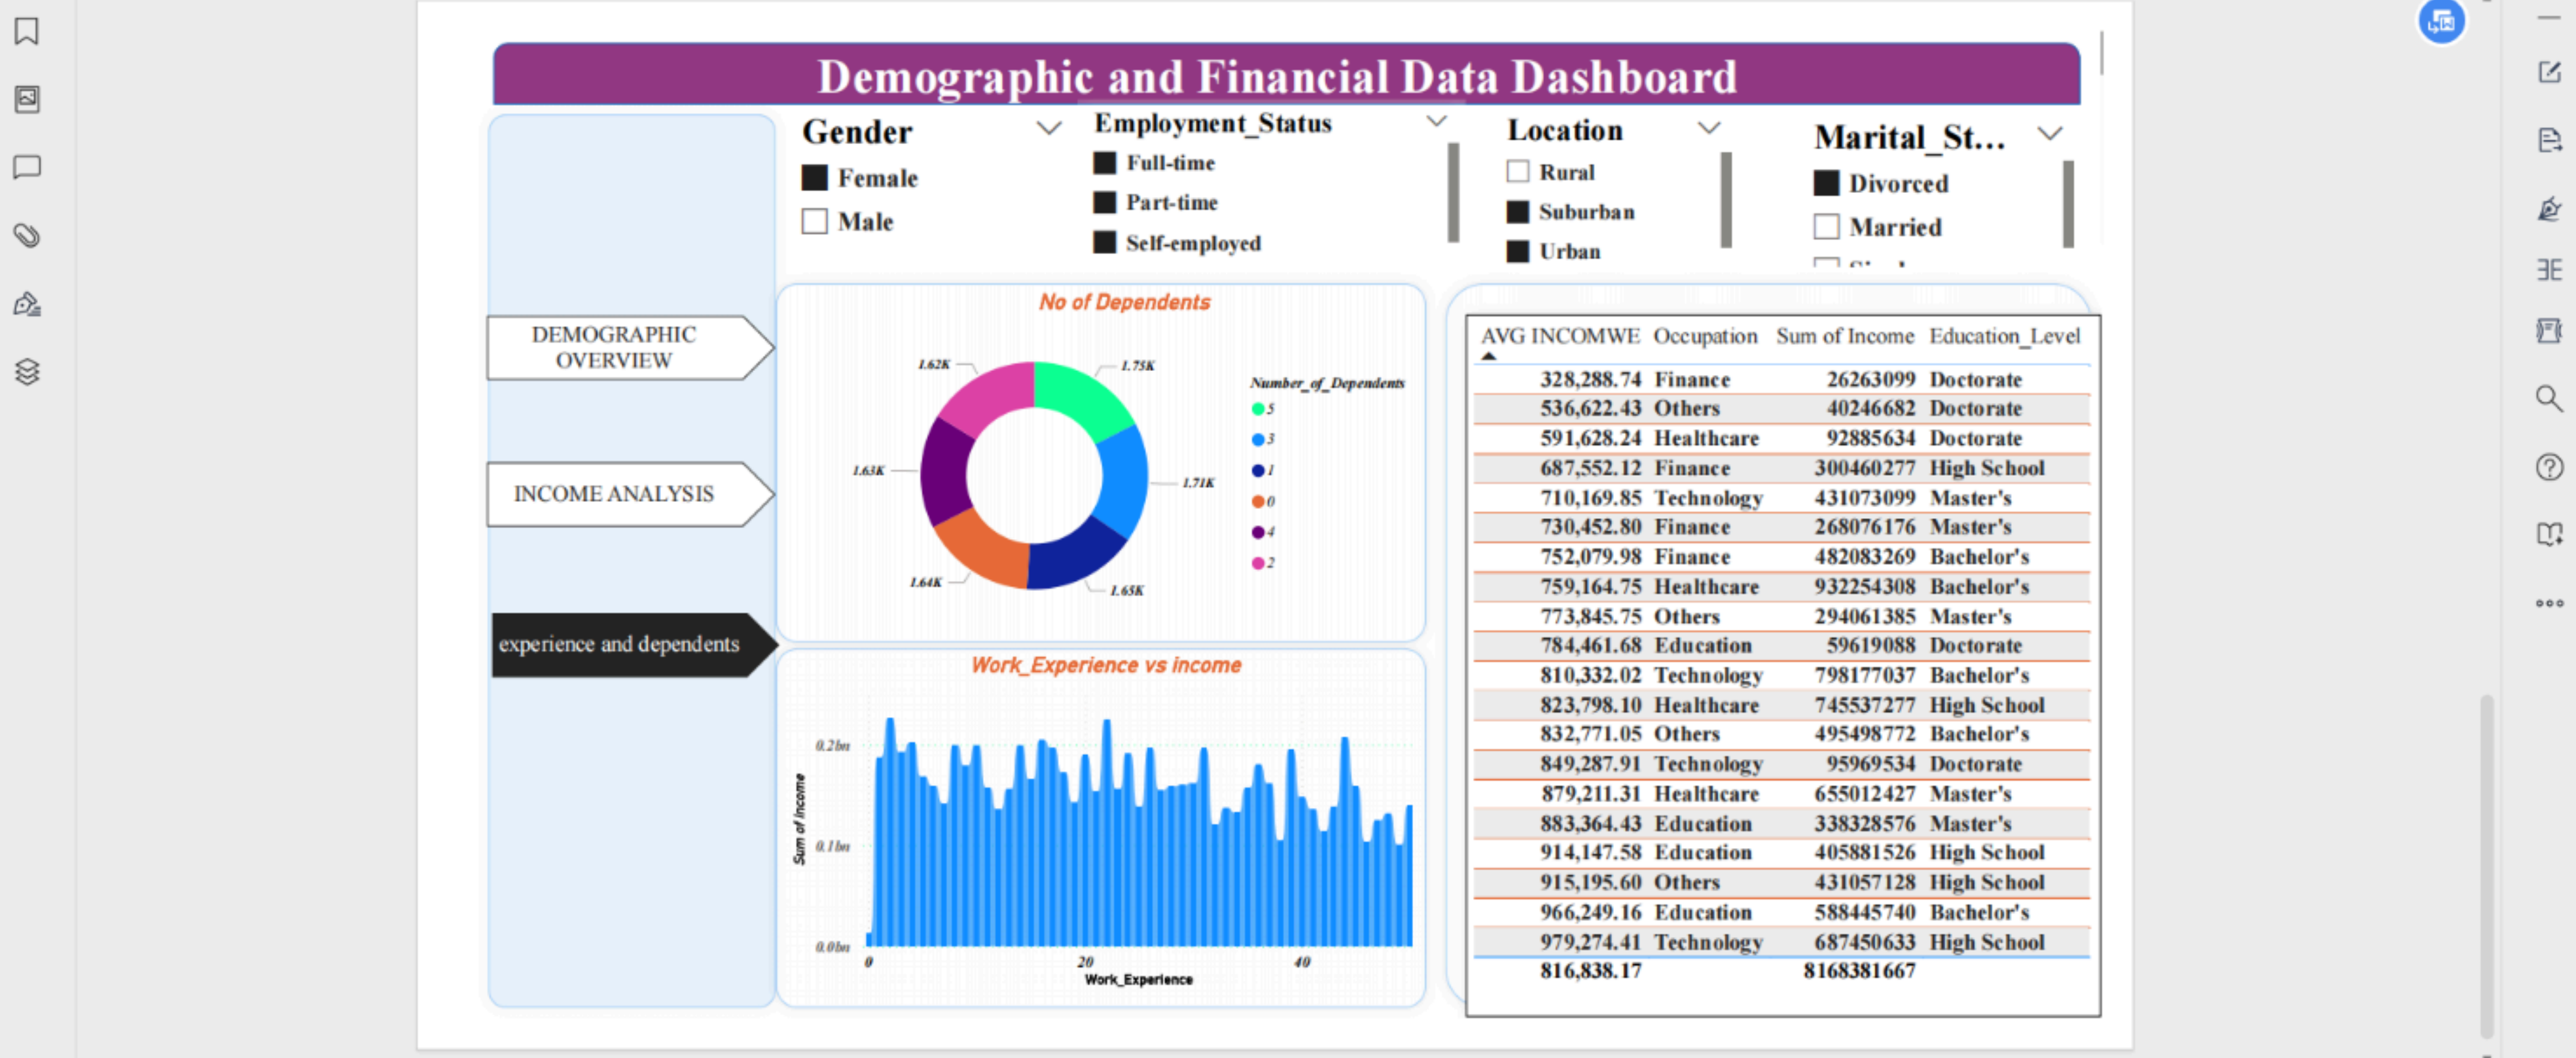 Demographic and Financial Data Dashboard
Gender
Female
Male
Employment_Status
Full-time
Part-time
Self-employed
Location
Rural
Suburban
Urban
Marital_St...
Divorced
Married
DEMOGRAPHIC
OVERVIEW
INCOME ANALYSIS
experience and dependents
No of Dependents
1.62K
1.75K
1.63K
1.71K
1.64K
1.65K
Number_of_Dependents
5
3
1
0
4
2
Work_Experience vs income
Sum of income
0.2bn
0.1bn
0.0bn
0 20 40
Work_Experience
AVG INCOMWE Occupation Sum of Income Education_Level
328,288.74 Finance 26263099 Doctorate
536,622.43 Others 40246682 Doctorate
591,628.24 Healthcare 92885634 Doctorate
687,552.12 Finance 300460277 High School
710,169.85 Technology 431073099 Master's
730,452.80 Finance 268076176 Master's
752,079.98 Finance 482083269 Bachelor's
759,164.75 Healthcare 932254308 Bachelor's
773,845.75 Others 294061385 Master's
784,461.68 Education 59619088 Doctorate
810,332.02 Technology 798177037 Bachelor's
823,798.10 Healthcare 745537277 High School
832,771.05 Others 495498772 Bachelor's
849,287.91 Technology 95969534 Doctorate
879,211.31 Healthcare 655012427 Master's
883,364.43 Education 338328576 Master's
914,147.58 Education 405881526 High School
915,195.60 Others 431057128 High School
966,249.16 Education 588445740 Bachelor's
979,274.41 Technology 687450633 High School
816,838.17 8168381667